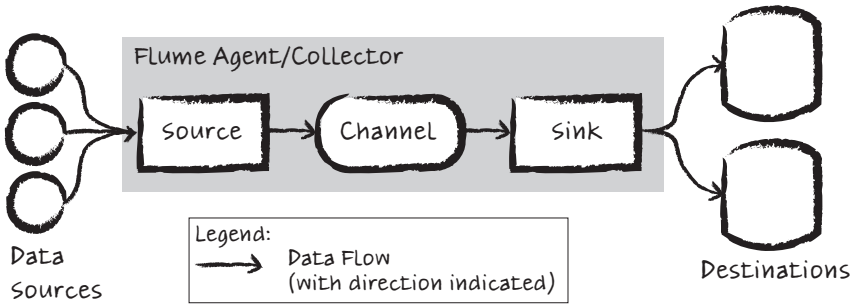 Flume Agent/Collector
Source
Channel
Sink
Data
sources
Destinations
Legend:
Data Flow
(with direction indicated)